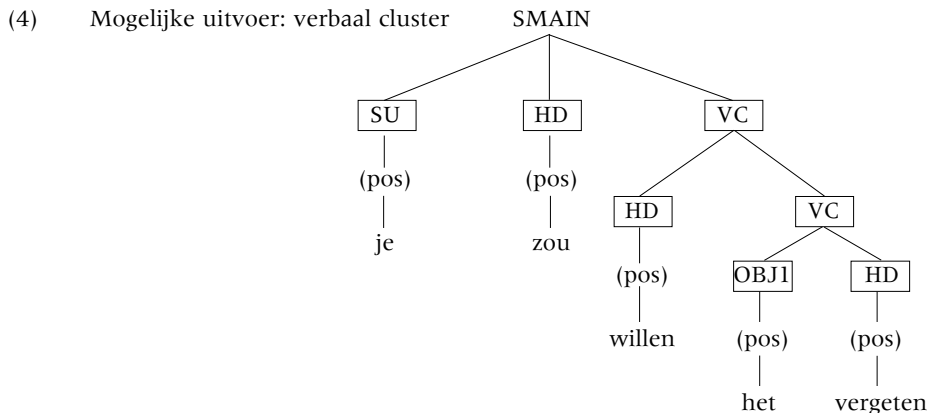 (4) Mogelijke uitvoer: verbaal cluster SMAIN
SU HD VC
(pos) (pos)
HD VC
je zou
(pos) OBJ1 HD
willen (pos) (pos)
het vergeten